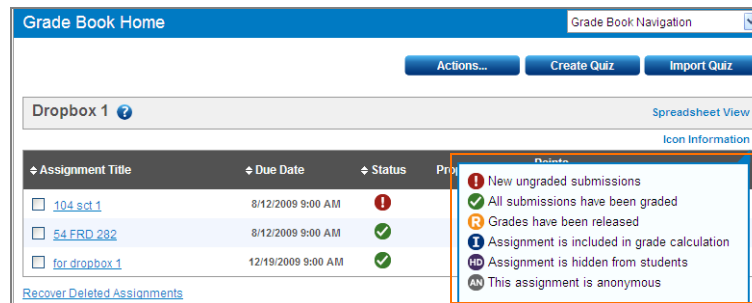 Grade Book Home
Grade Book Navigation
Actions...
Create Quiz
Import Quiz
Dropbox 1
?
Spreadsheet View
Icon Information
Assignment Title
Due Date
Status
! New ungraded submissions
All submissions have been graded
R Grades have been released
I Assignment is included in grade calculation
HD Assignment is hidden from students
AN This assignment is anonymous
104 sct 1
8/12/2009 9:00 AM
!
54 FRD 282
8/12/2009 9:00 AM
for dropbox 1
12/19/2009 9:00 AM
Recover Deleted Assignments